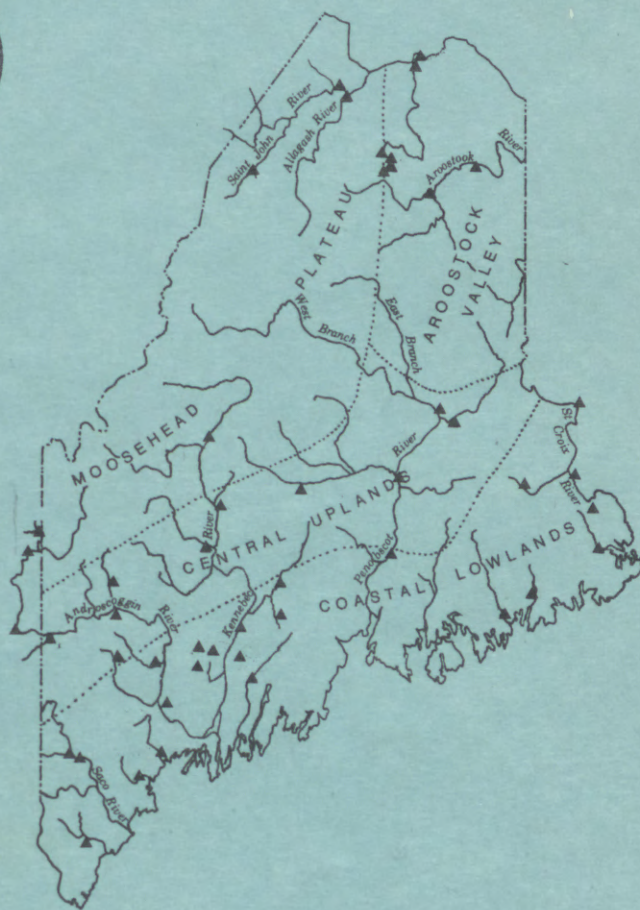 Saint John River
Allagash River
Aroostook River
PLATEAU
AROOSTOCK
VALLEY
West Branch
East Branch
MOOSEHEAD
River
St Croix River
River
CENTRAL UPLANDS
Penobscot
COASTAL LOWLANDS
Kennebec
Androscoggin River
Saco River